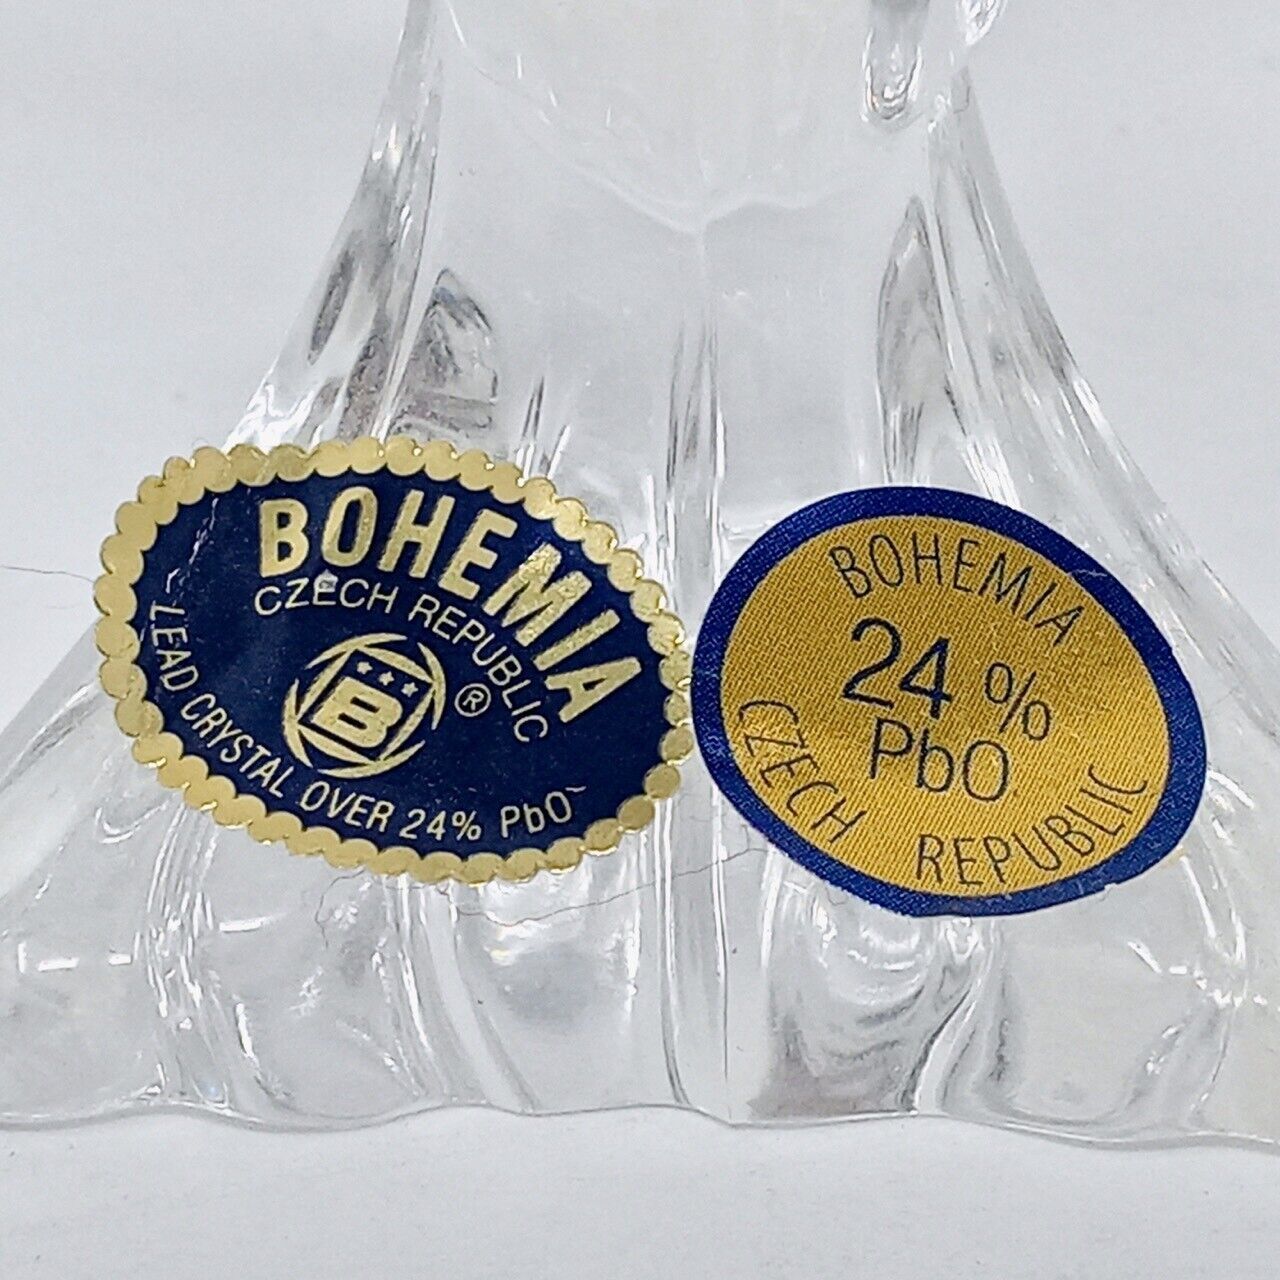 BOHEMIA
CZECH REPUBLIC
B ®
LEAD CRYSTAL OVER 24% PbO
BOHEMIA
24 %
PbO
CZECH REPUBLIC